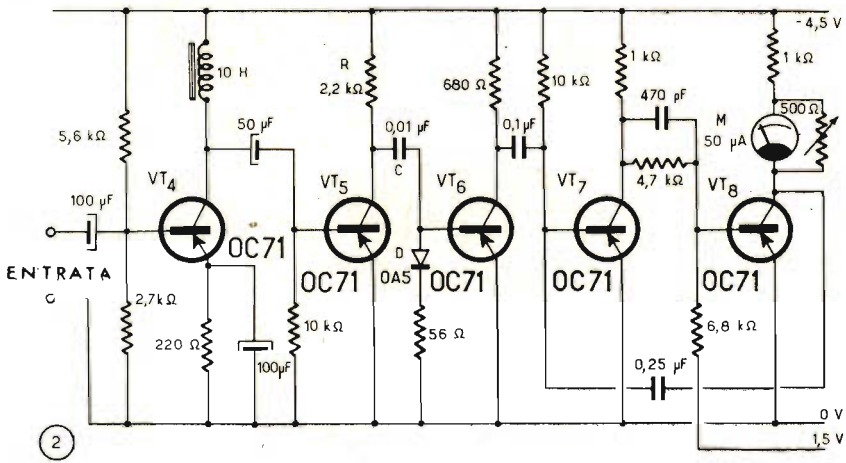 -4,5 V
10 H
R
2,2 kΩ
680 Ω
10 kΩ
1 kΩ
1 kΩ
5,6 kΩ
50 µF
0,01 µF
C
0,1 µF
470 pF
M
50 µA
500Ω
4,7 kΩ
100 µF
VT4
VT5
VT6
VT7
VT8
ENTRATA
OC71
OC71
D
OA5
OC71
OC71
OC71
2,7kΩ
220 Ω
100µF
10 kΩ
56 Ω
6,8 kΩ
0,25 µF
0 V
1,5 V
2